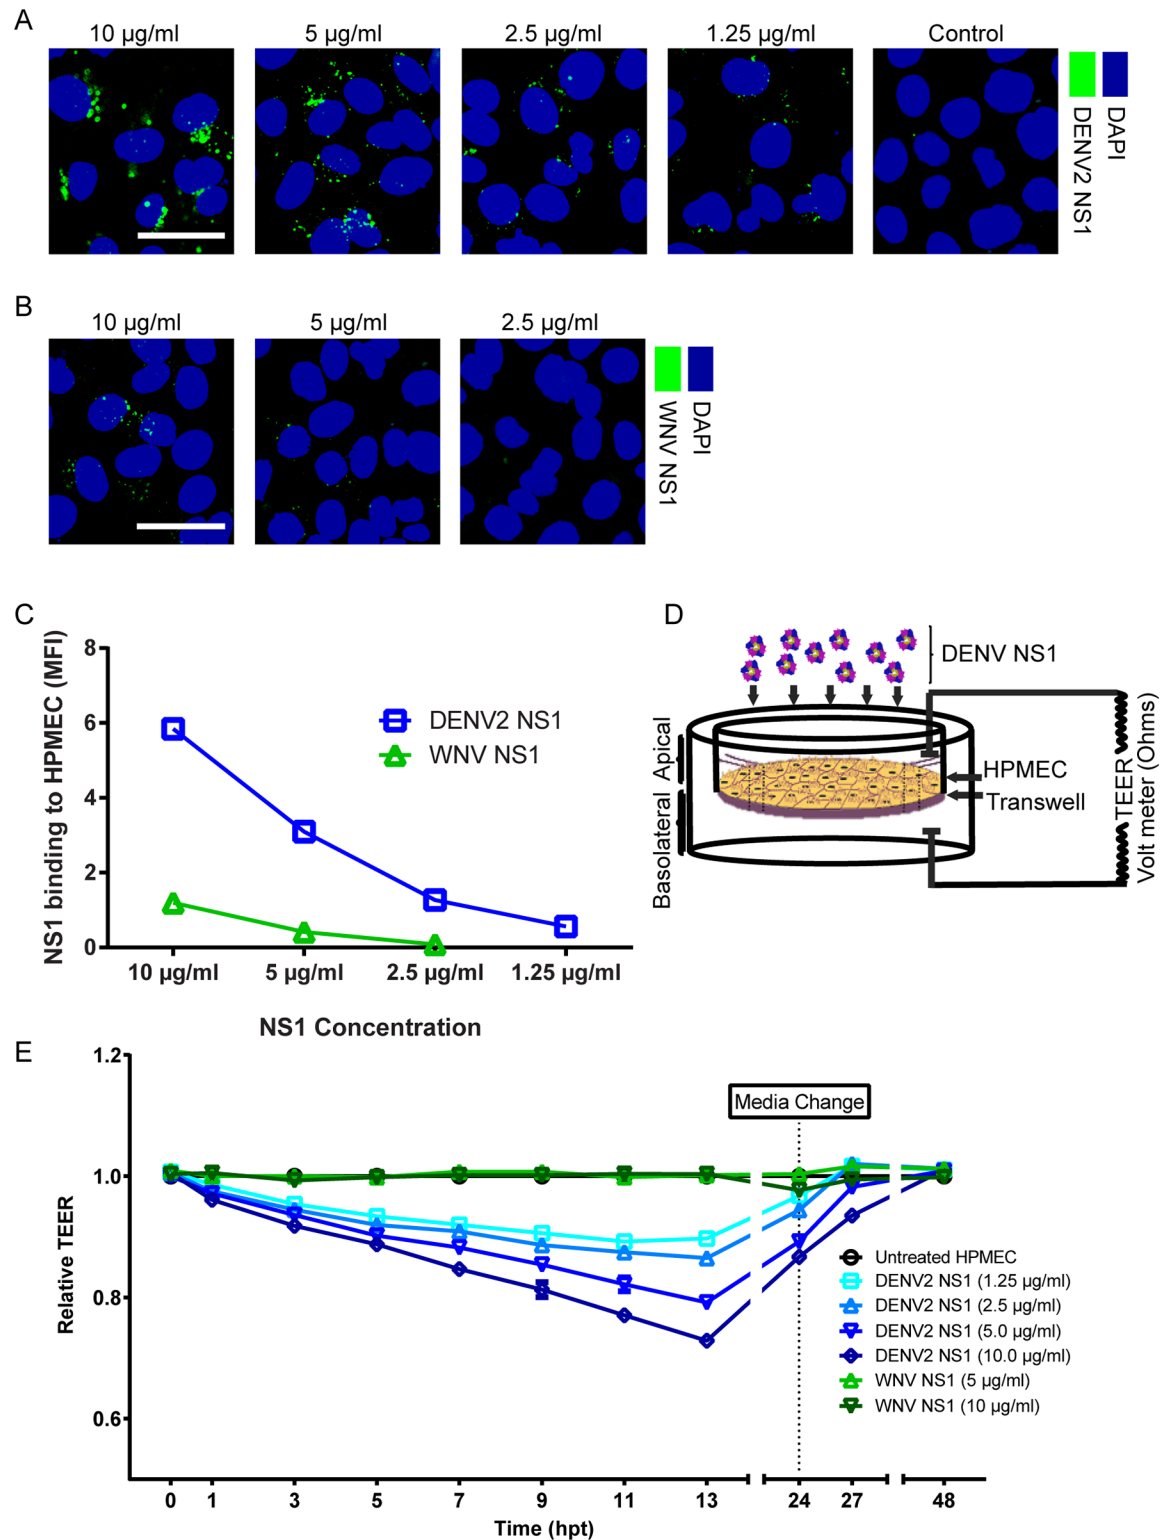 A
10 µg/ml
5 µg/ml
2.5 µg/ml
1.25 µg/ml
Control
DENV2 NS1
DAPI
B
10 µg/ml
5 µg/ml
2.5 µg/ml
WNV NS1
DAPI
C
NS1 binding to HPMEC (MFI)
8
6
4
2
0
DENV2 NS1
WNV NS1
10 µg/ml
5 µg/ml
2.5 µg/ml
1.25 µg/ml
NS1 Concentration
D
DENV NS1
Apical
Basolateral
HPMEC
Transwell
TEER
Volt meter (Ohms)
E
Relative TEER
1.2
1.0
0.8
0.6
Media Change
Untreated HPMEC
DENV2 NS1 (1.25 µg/ml)
DENV2 NS1 (2.5 µg/ml)
DENV2 NS1 (5.0 µg/ml)
DENV2 NS1 (10.0 µg/ml)
WNV NS1 (5 µg/ml)
WNV NS1 (10 µg/ml)
0 1 3 5 7 9 11 13 24 27 48
Time (hpt)